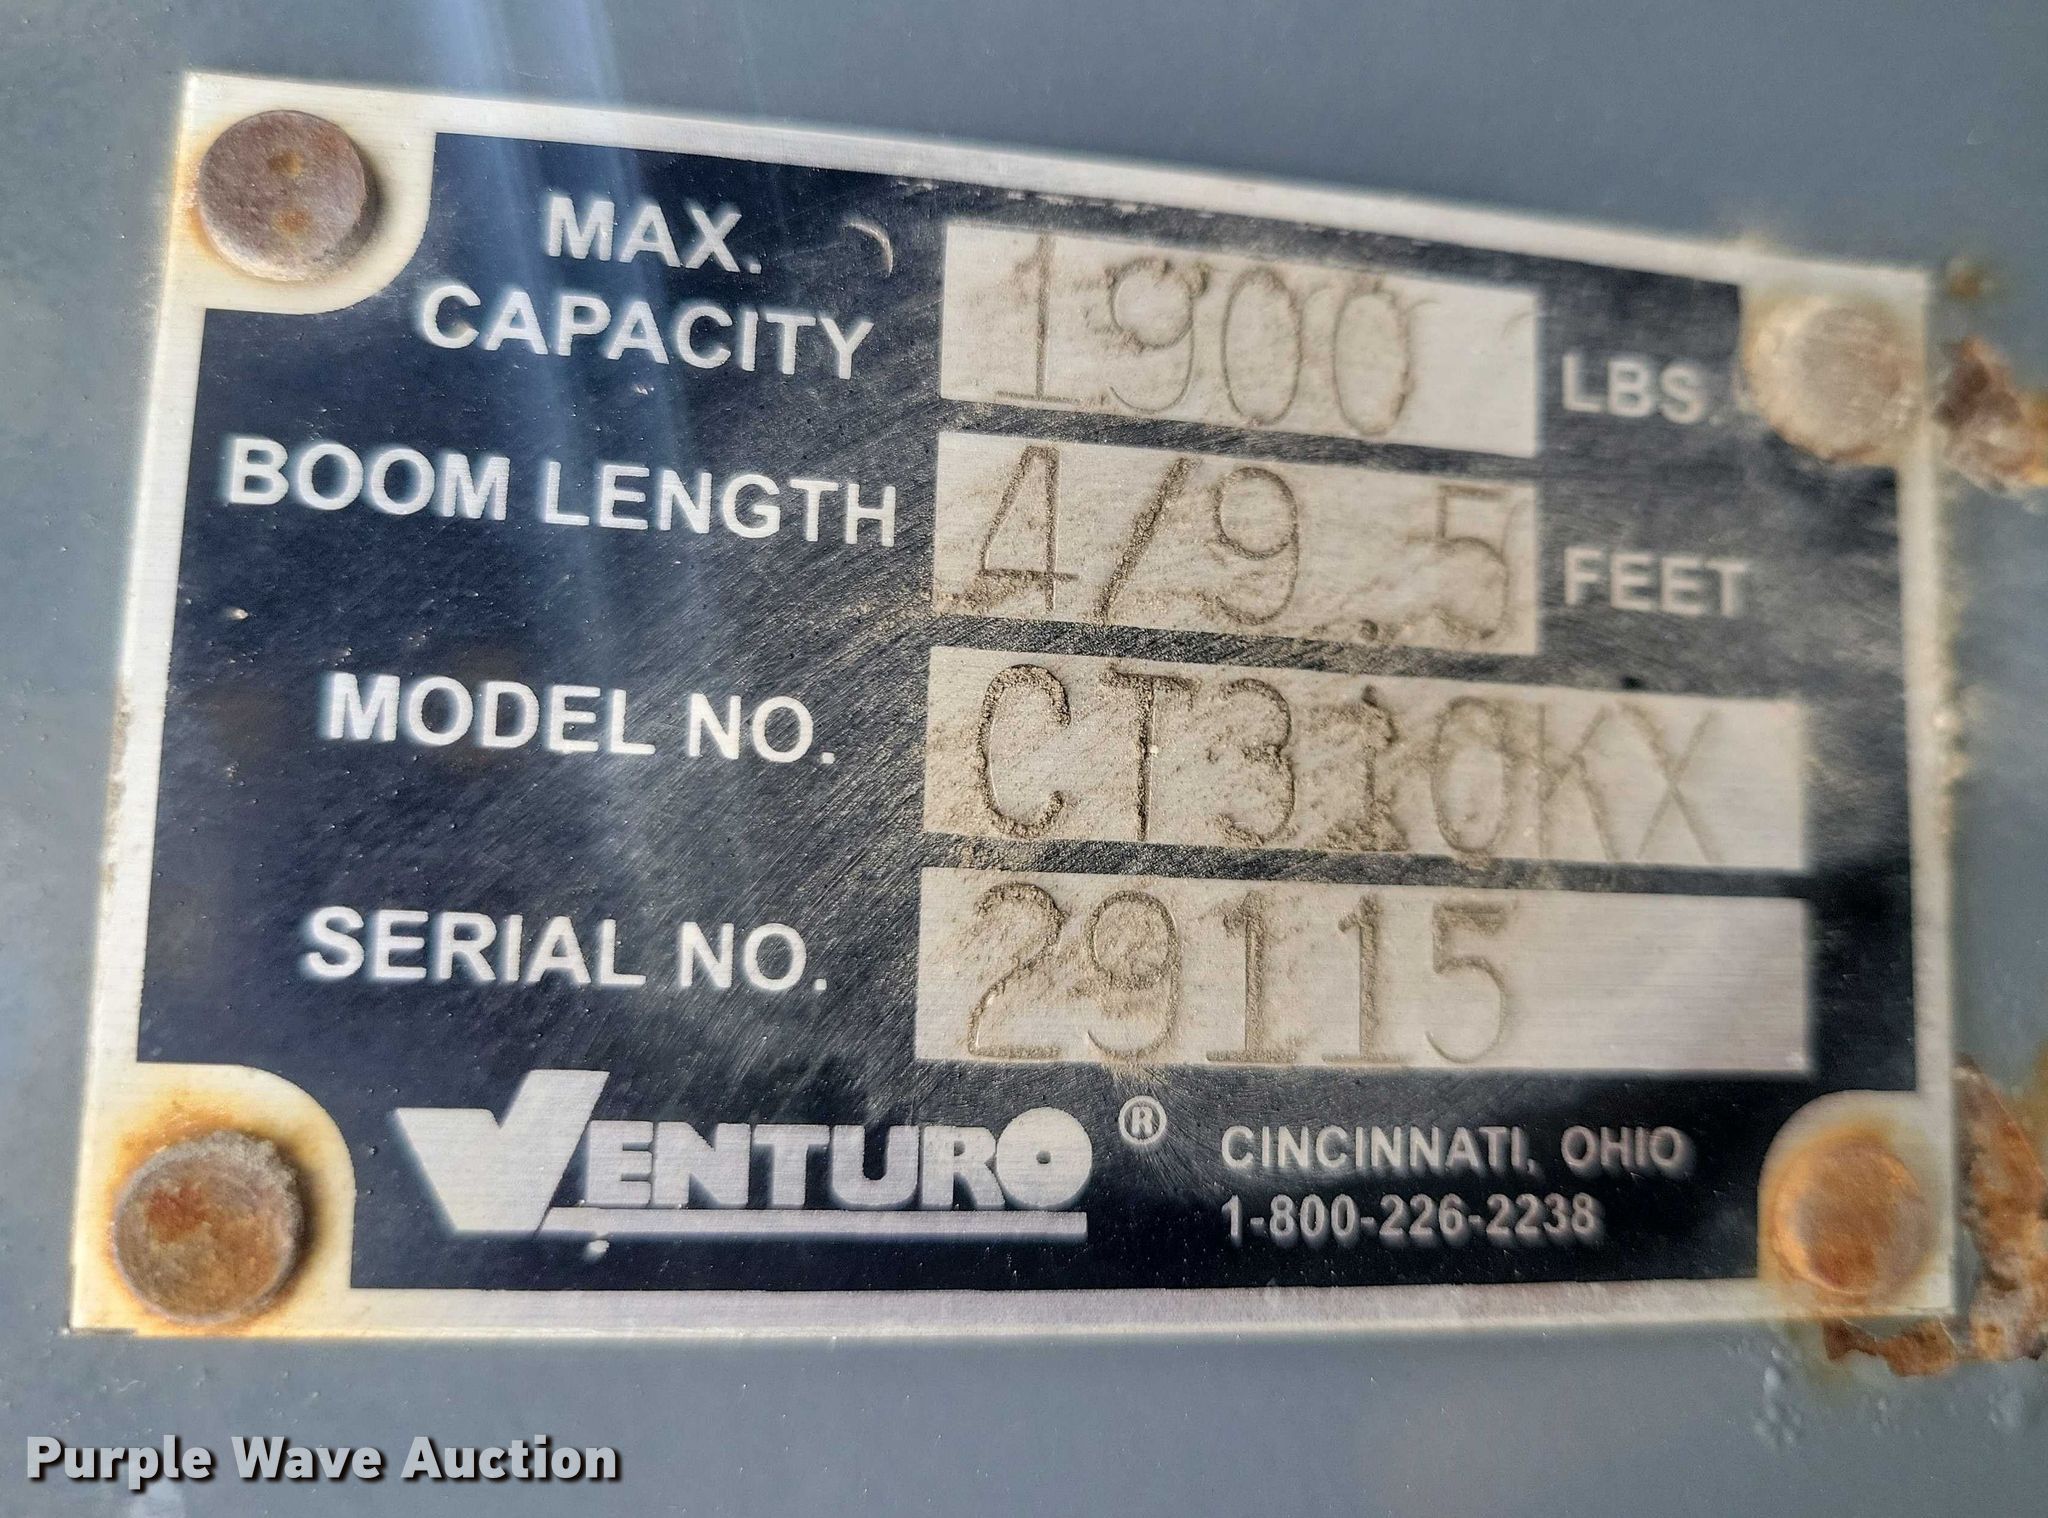 MAX.
CAPACITY 1900 LBS.
BOOM LENGTH 4/9.5 FEET
MODEL NO. CT310KX
SERIAL NO. 29115
VENTURO® CINCINNATI, OHIO
1-800-226-2238
Purple Wave Auction